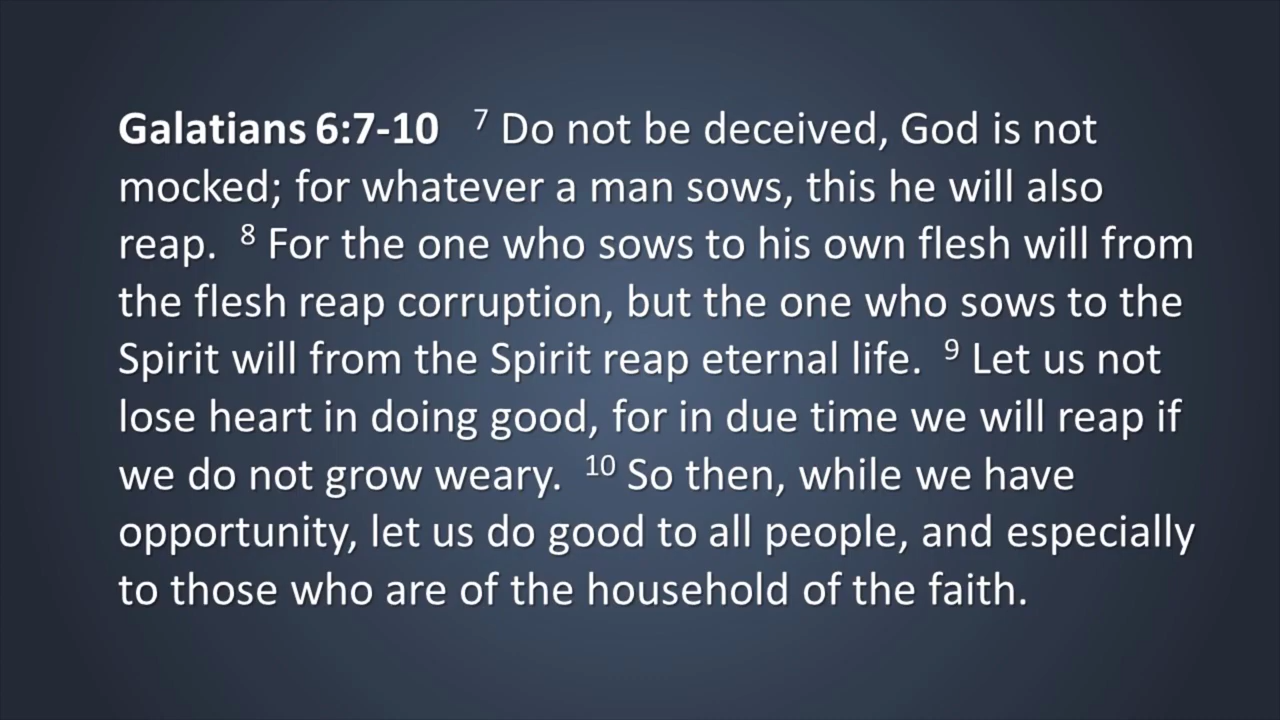 Galatians 6:7-10 7 Do not be deceived, God is not
mocked; for whatever a man sows, this he will also
reap. 8 For the one who sows to his own flesh will from
the flesh reap corruption, but the one who sows to the
Spirit will from the Spirit reap eternal life. 9 Let us not
lose heart in doing good, for in due time we will reap if
we do not grow weary. 10 So then, while we have
opportunity, let us do good to all people, and especially
to those who are of the household of the faith.